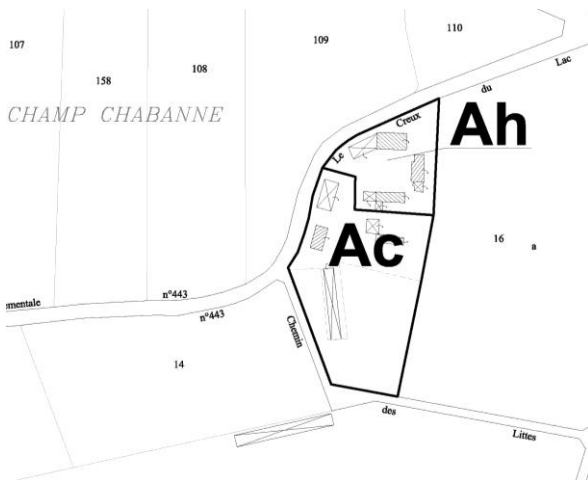 110
109
107
158
108
CHAMP CHABANNE
Le Creux du Lac
Ah
Ac
16
a
ementale n°443
n°443
Chemin des Littes
14